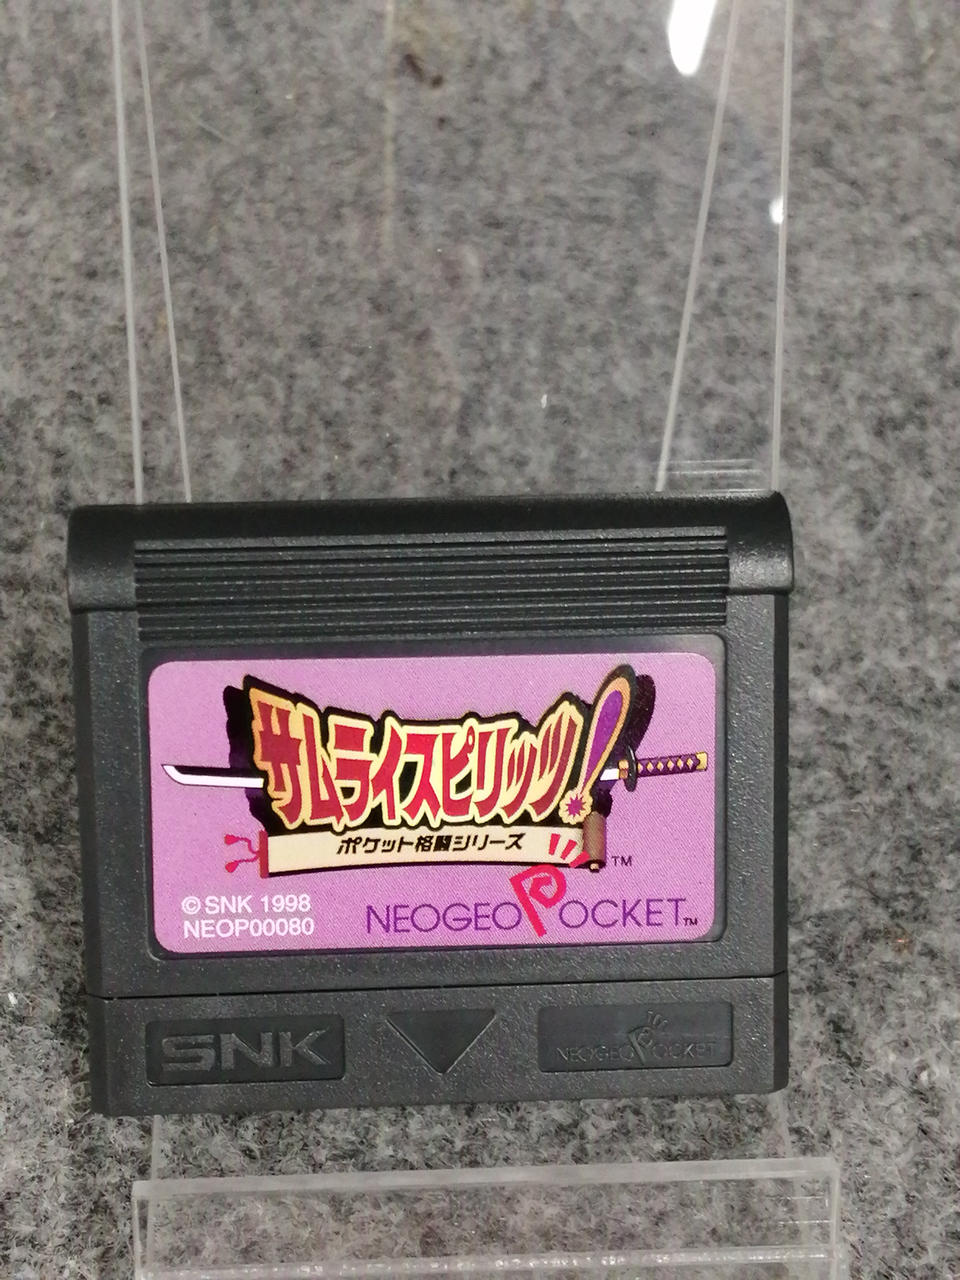 サムライスピリッツ!
ポケット格闘シリーズ
TM
© SNK 1998
NEOP00080
NEOGEO POCKET TM
SNK
NEOGEO POCKET